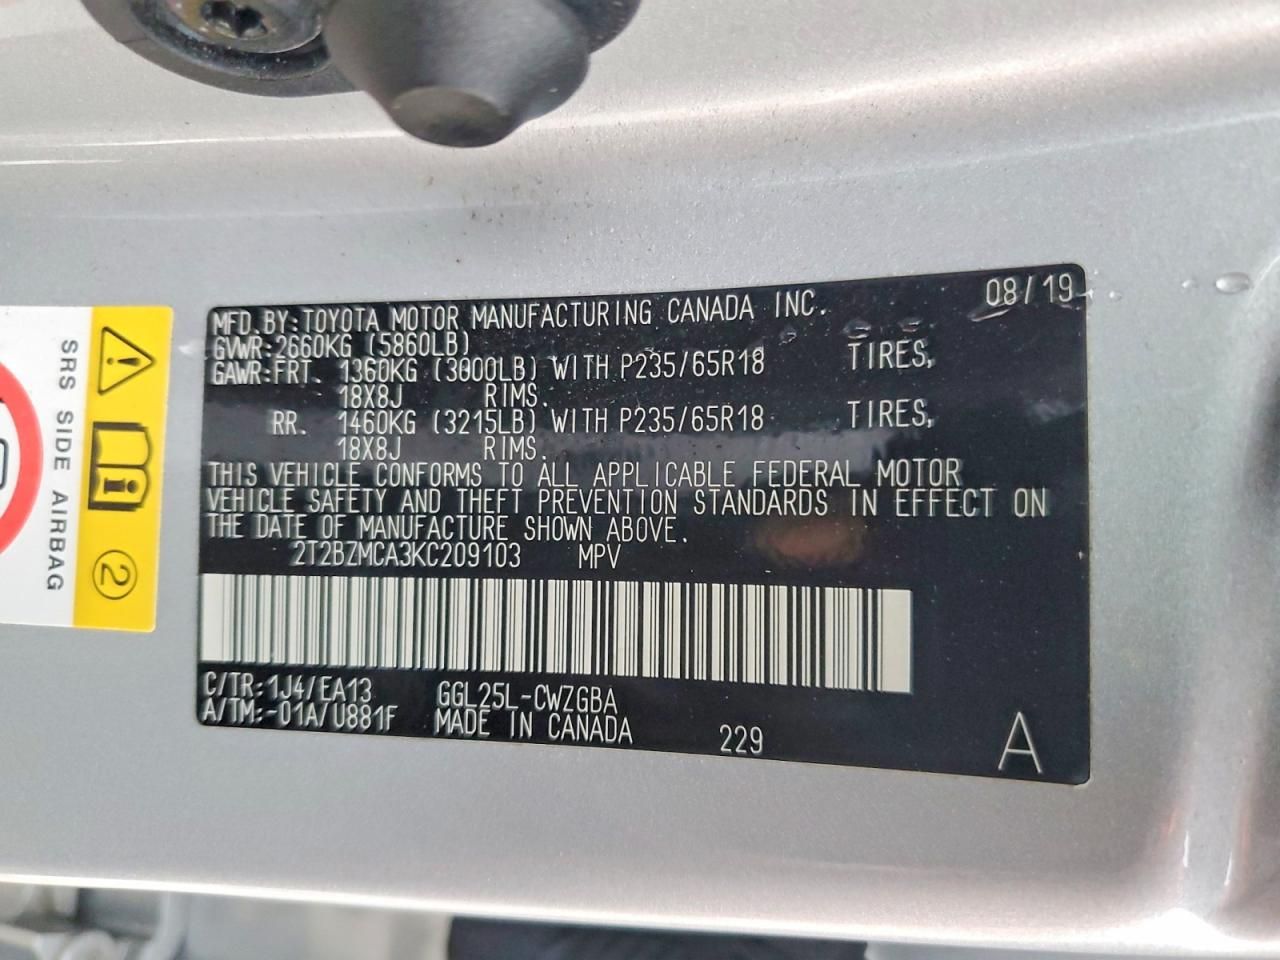 08/19
MFD.BY:TOYOTA MOTOR MANUFACTURING CANADA INC.
GVWR:2660KG (5860LB)
GAWR:FRT. 1360KG (3000LB) WITH P235/65R18 TIRES,
18X8J RIMS.
RR. 1460KG (3215LB) WITH P235/65R18 TIRES,
18X8J RIMS.
THIS VEHICLE CONFORMS TO ALL APPLICABLE FEDERAL MOTOR
VEHICLE SAFETY AND THEFT PREVENTION STANDARDS IN EFFECT ON
THE DATE OF MANUFACTURE SHOWN ABOVE.
2T2BZMCA3KC209103 MPV
C/TR:1J4/EA13 GGL25L-CWZGBA
A/TM:-01A/U881F MADE IN CANADA 229 A
SRS SIDE AIRBAG
2